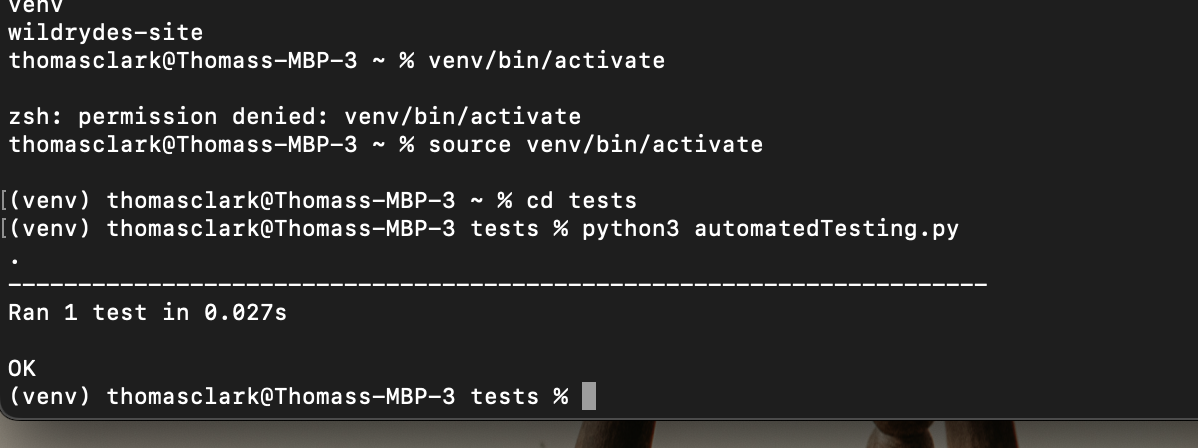 venv
wildrydes-site
thomasclark@Thomass-MBP-3 ~ % venv/bin/activate
zsh: permission denied: venv/bin/activate
thomasclark@Thomass-MBP-3 ~ % source venv/bin/activate
[(venv) thomasclark@Thomass-MBP-3 ~ % cd tests
[(venv) thomasclark@Thomass-MBP-3 tests % python3 automatedTesting.py
.
----------------------------------------------------------------------
Ran 1 test in 0.027s
OK
(venv) thomasclark@Thomass-MBP-3 tests %